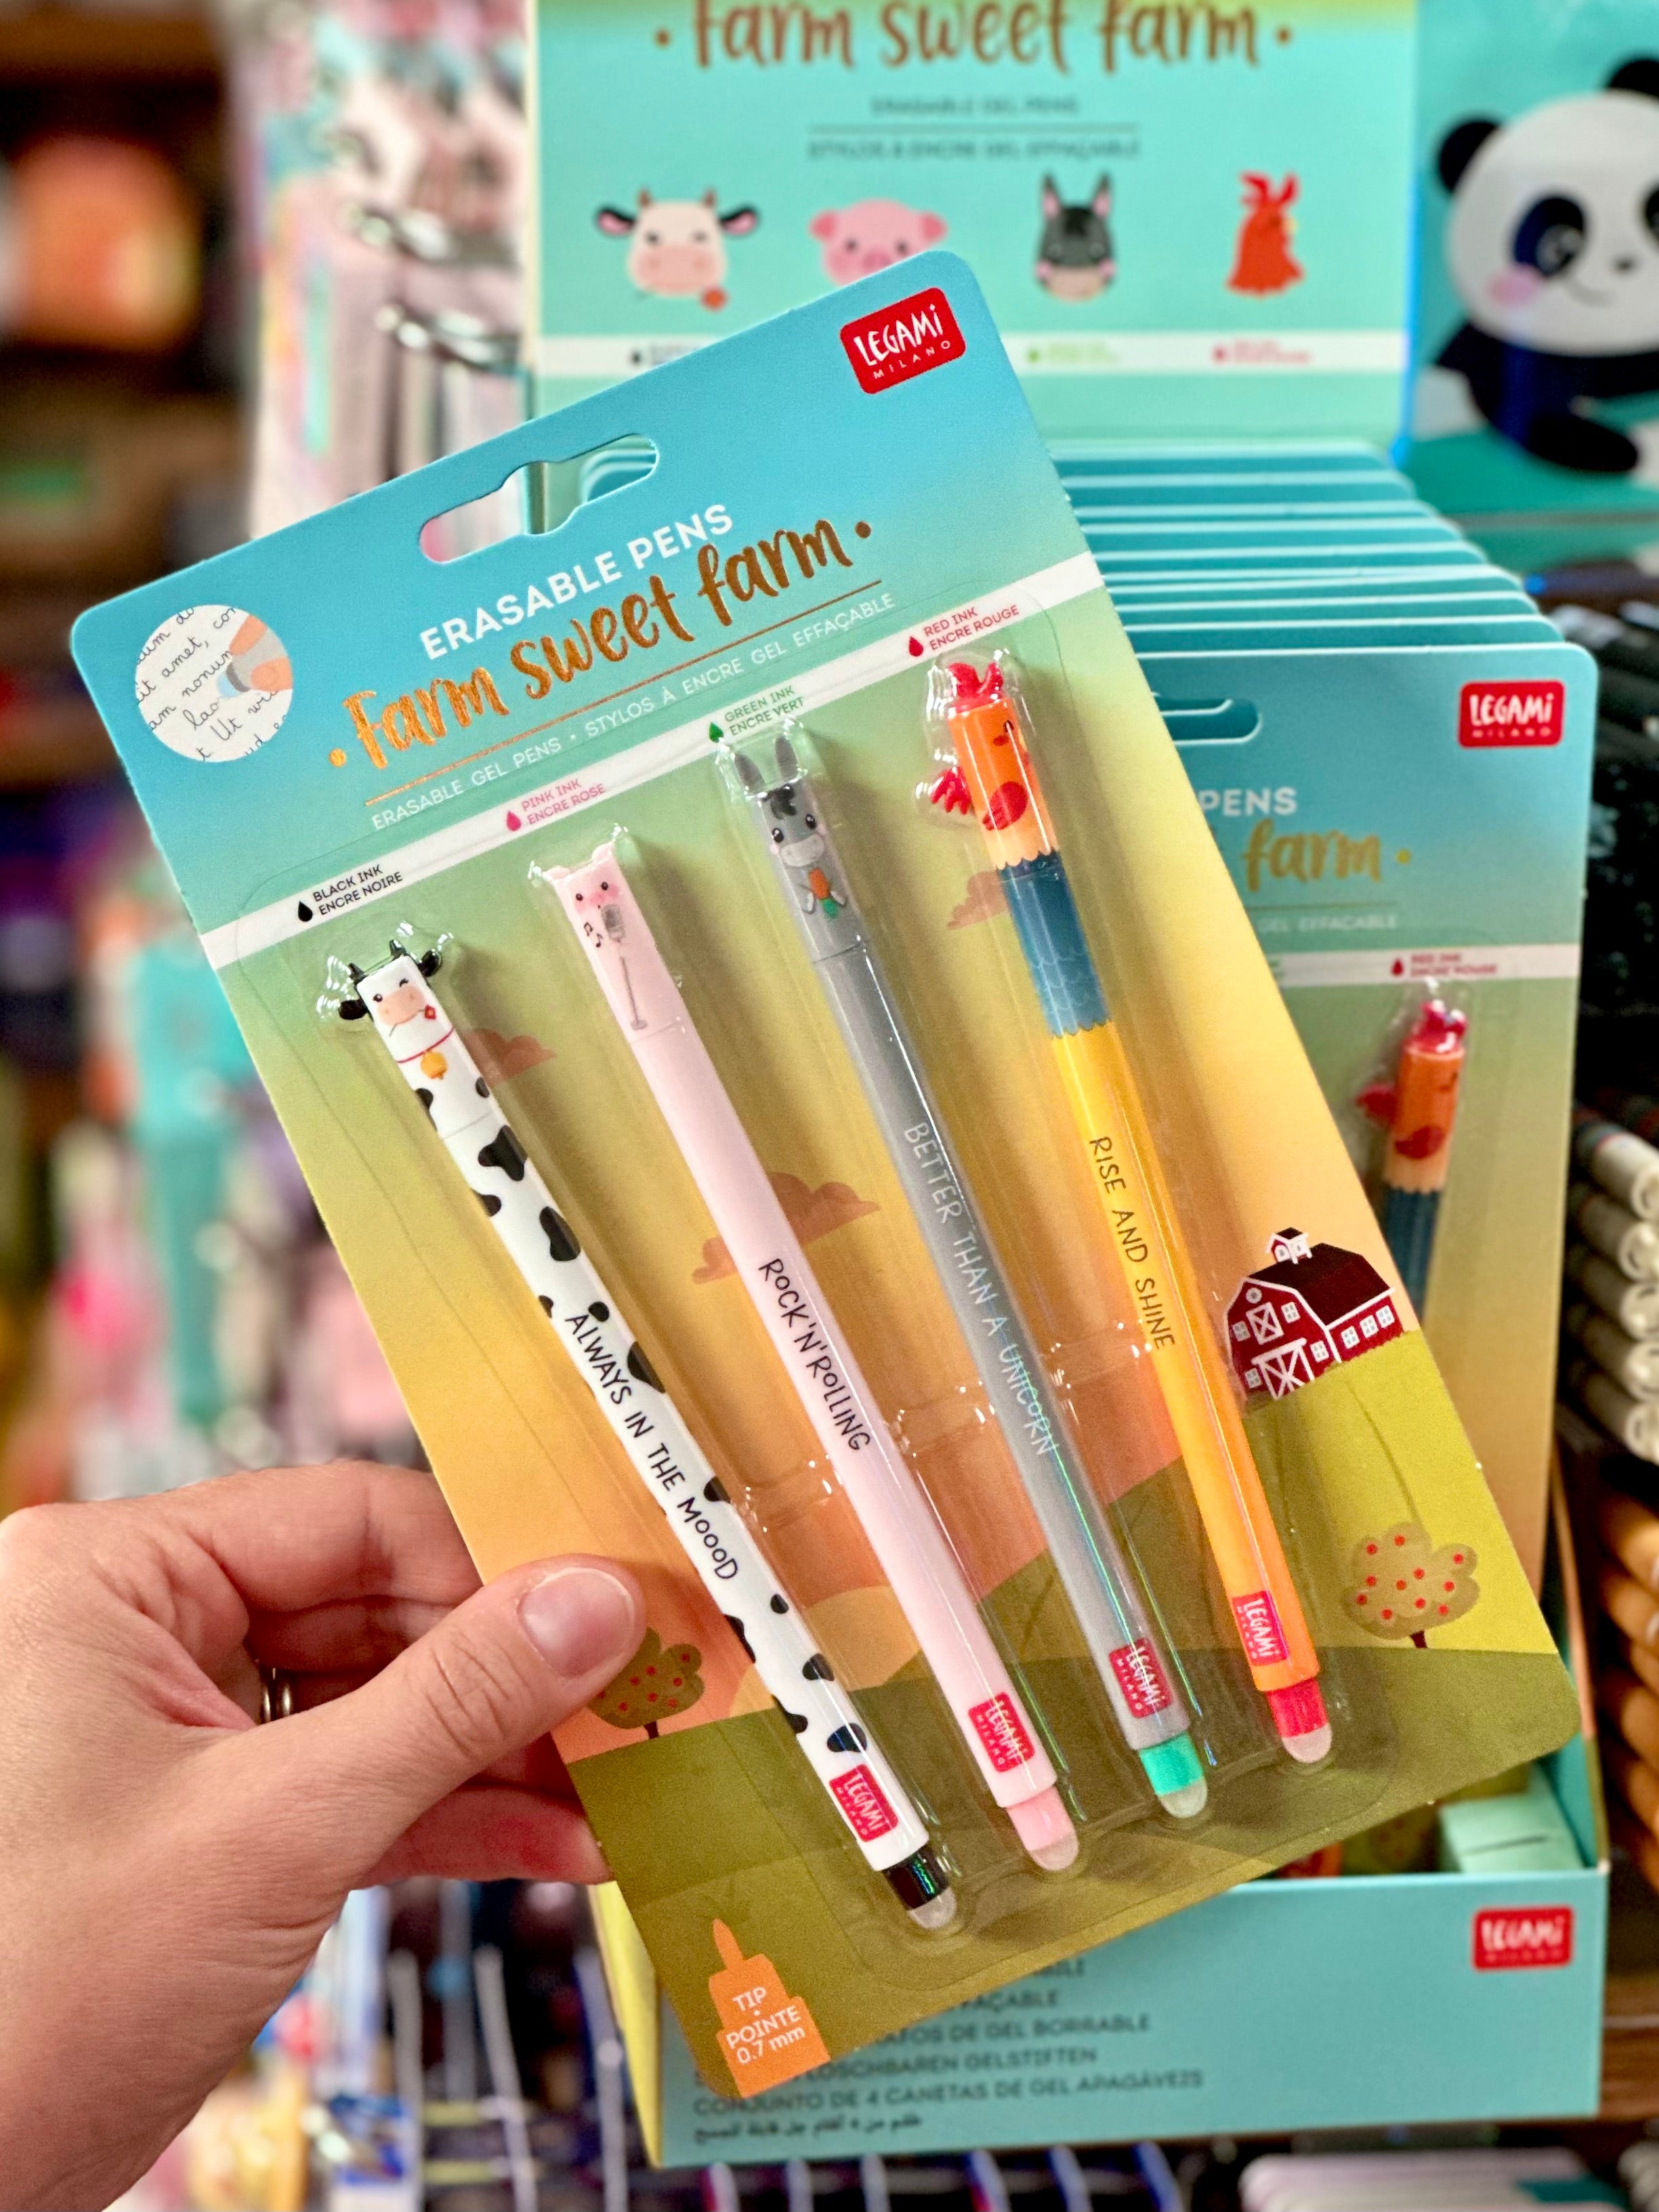 • Farm sweet farm •
ERASABLE GEL PENS
STYLOS À ENCRE GEL EFFAÇABLE
LEGAMI
MILANO
ERASABLE PENS
• Farm sweet farm •
ERASABLE GEL PENS • STYLOS À ENCRE GEL EFFAÇABLE
BLACK INK
ENCRE NOIRE
PINK INK
ENCRE ROSE
GREEN INK
ENCRE VERT
RED INK
ENCRE ROUGE
ALWAYS IN THE MOOOD
ROCK'N'ROLLING
BETTER THAN A UNICORN
RISE AND SHINE
LEGAMI
MILANO
LEGAMI
MILANO
LEGAMI
MILANO
LEGAMI
TIP
•
POINTE
0.7 mm
LEGAMI
MILANO
PENS
farm •
GEL EFFAÇABLE
RED INK
ENCRE ROUGE
LEGAMI
MILANO
DE GEL BORRABLE
GELSTIFTEN
CONJUNTO DE 4 CANETAS DE GEL APAGÁVEIS